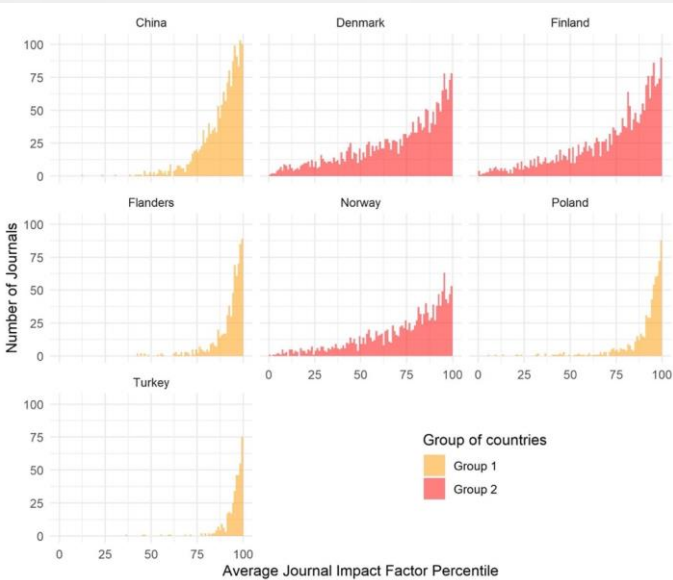 China
Denmark
Finland
100
75
50
25
0
Flanders
Norway
Poland
100
75
50
25
0
0 25 50 75 100
0 25 50 75 100
Turkey
100
75
50
25
0
0 25 50 75 100
Number of Journals
Average Journal Impact Factor Percentile
Group of countries
Group 1
Group 2